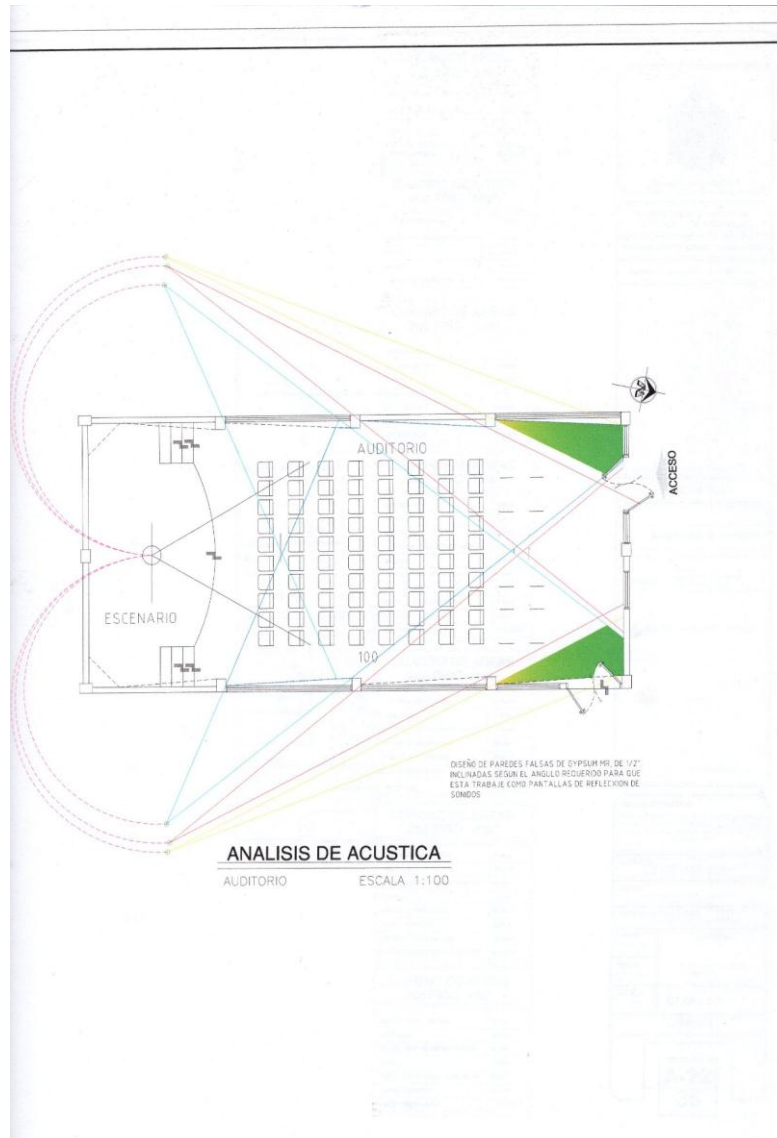 AUDITORIO
ACCESO
ESCENARIO
100
DISEÑO DE PAREDES FALSAS DE GYPSUM MR, DE 1/2"
INCLINADAS SEGUN EL ANGULO REQUERIDO PARA QUE
ESTA TRABAJE COMO PANTALLAS DE REFLECXION DE
SONIDOS
ANALISIS DE ACUSTICA
AUDITORIO ESCALA 1:100